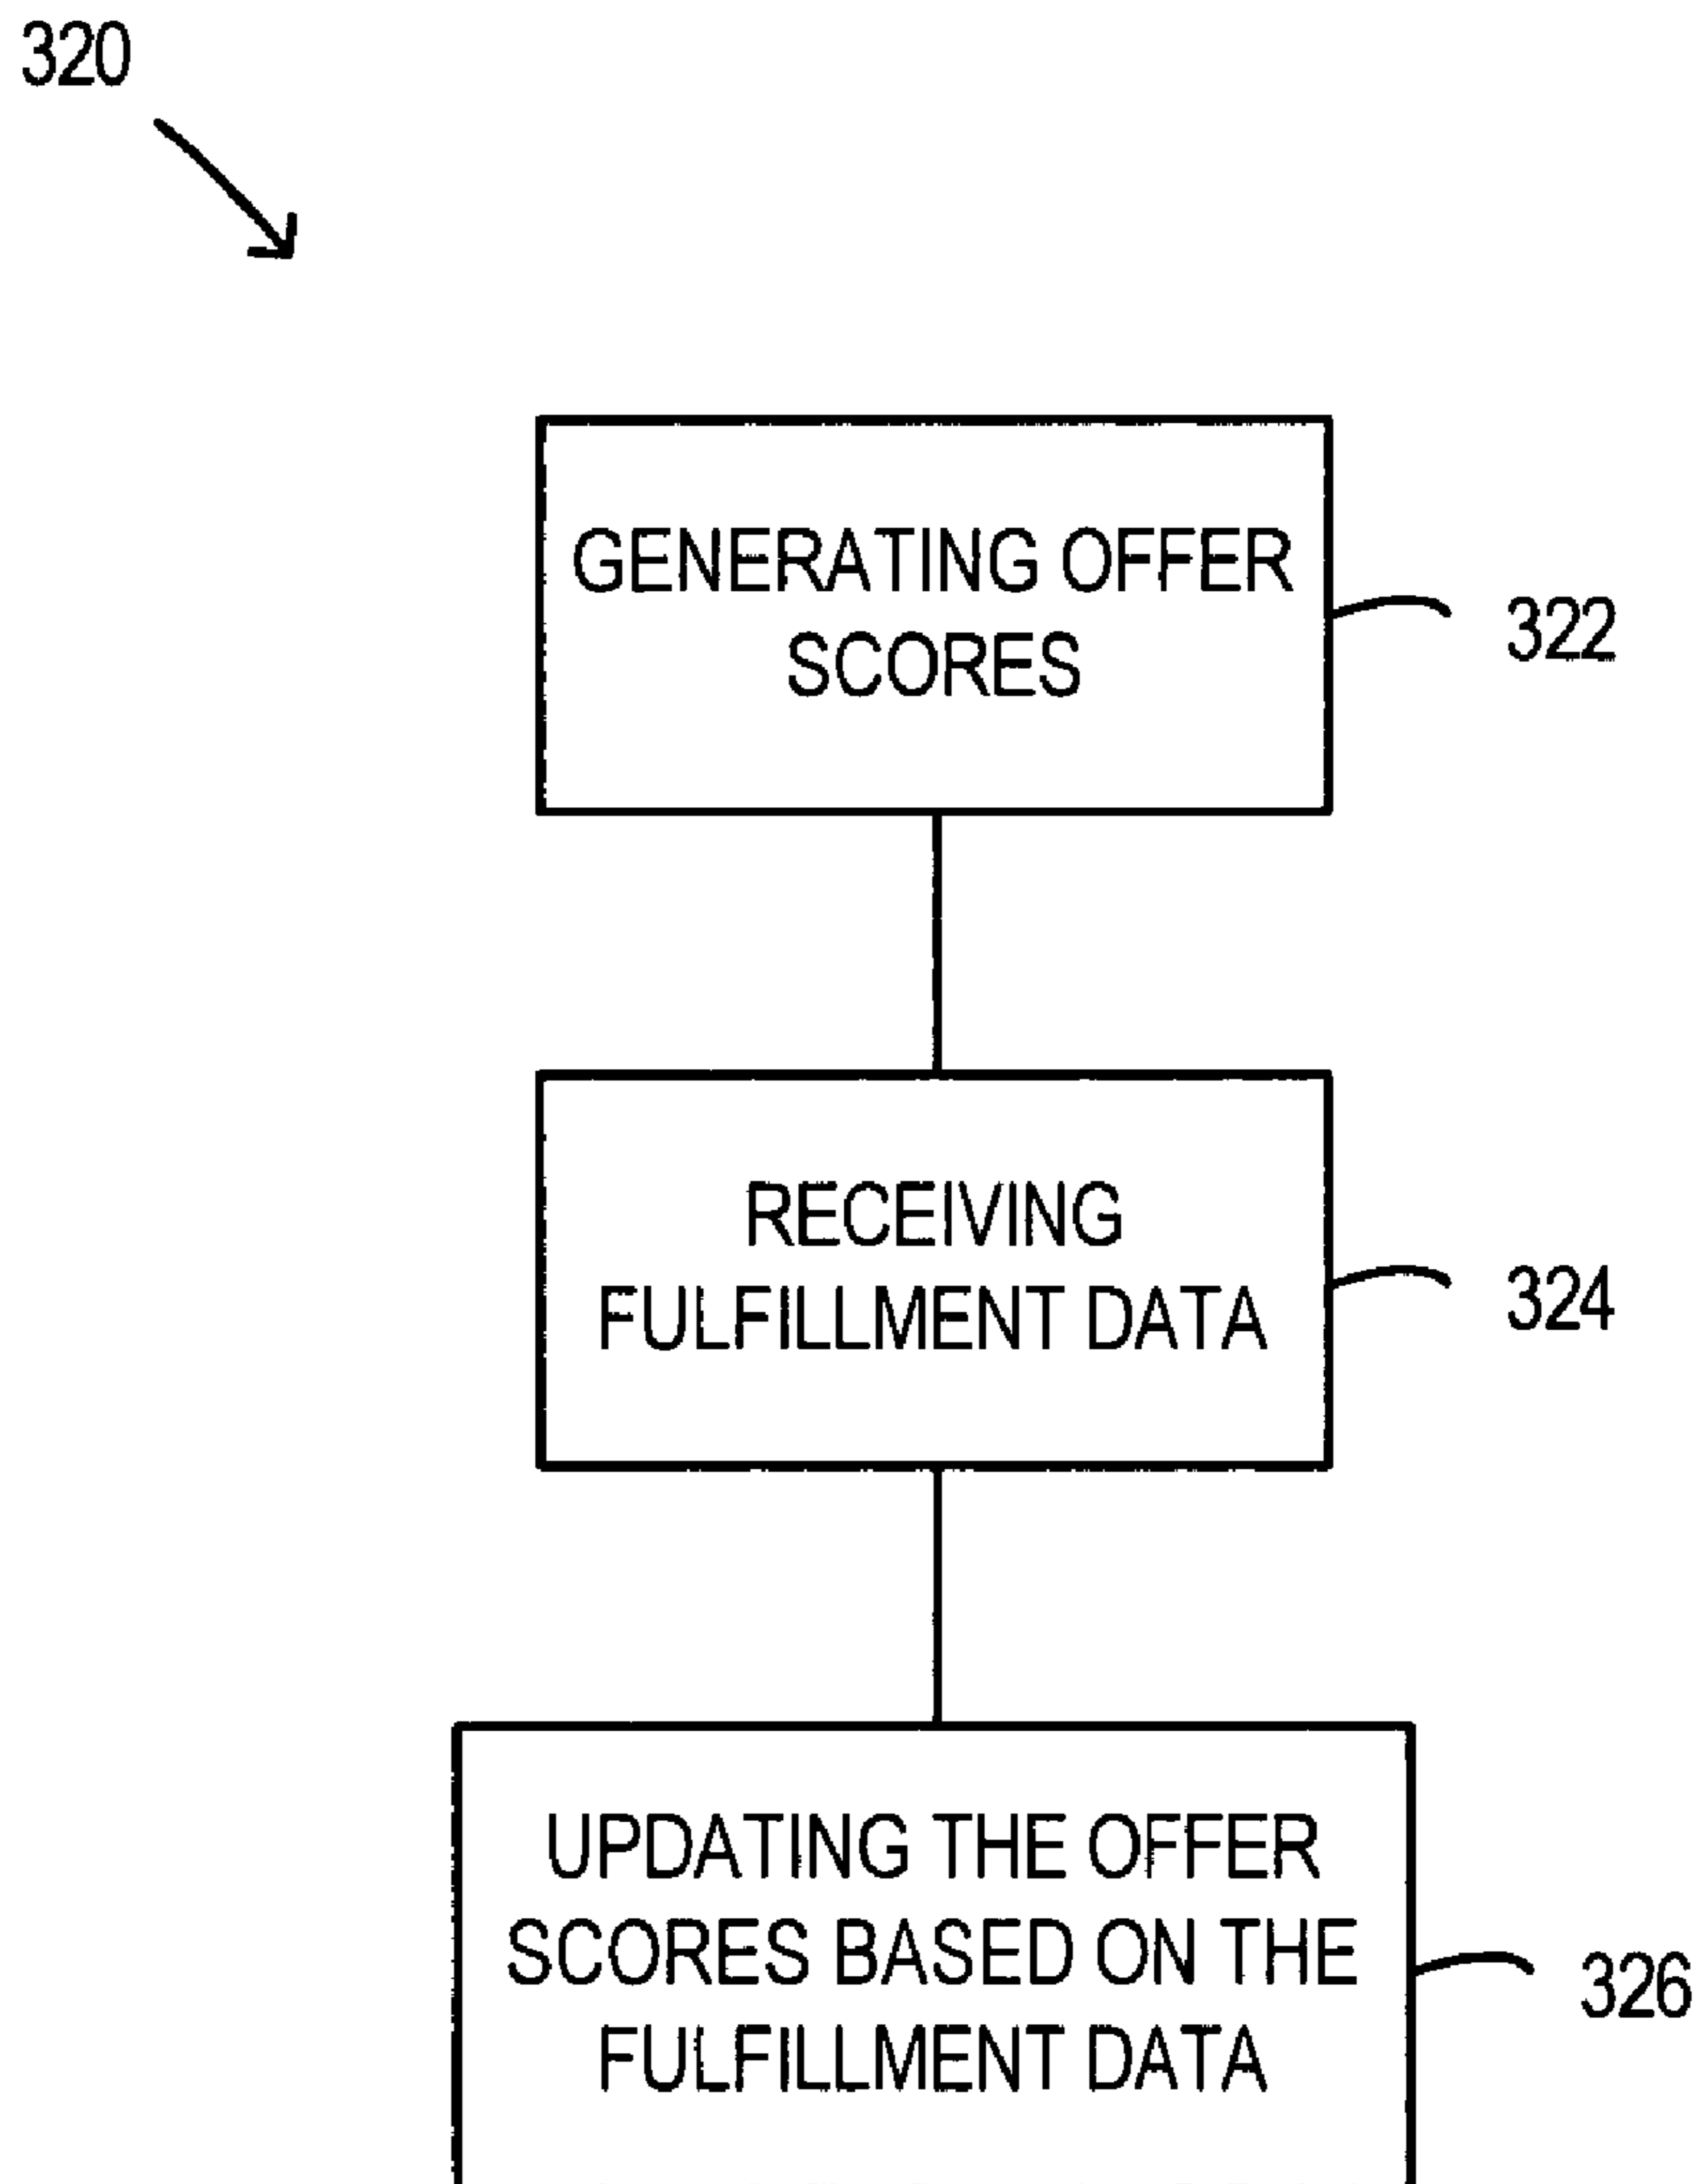 320
GENERATING OFFER
SCORES
322
RECEIVING
FULFILLMENT DATA
324
UPDATING THE OFFER
SCORES BASED ON THE
FULFILLMENT DATA
326